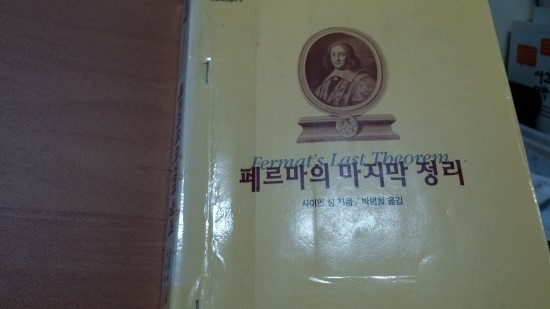 Fermat's Last Theorem
페르마의 마지막 정리
사이먼 싱 지음 / 박병철 옮김